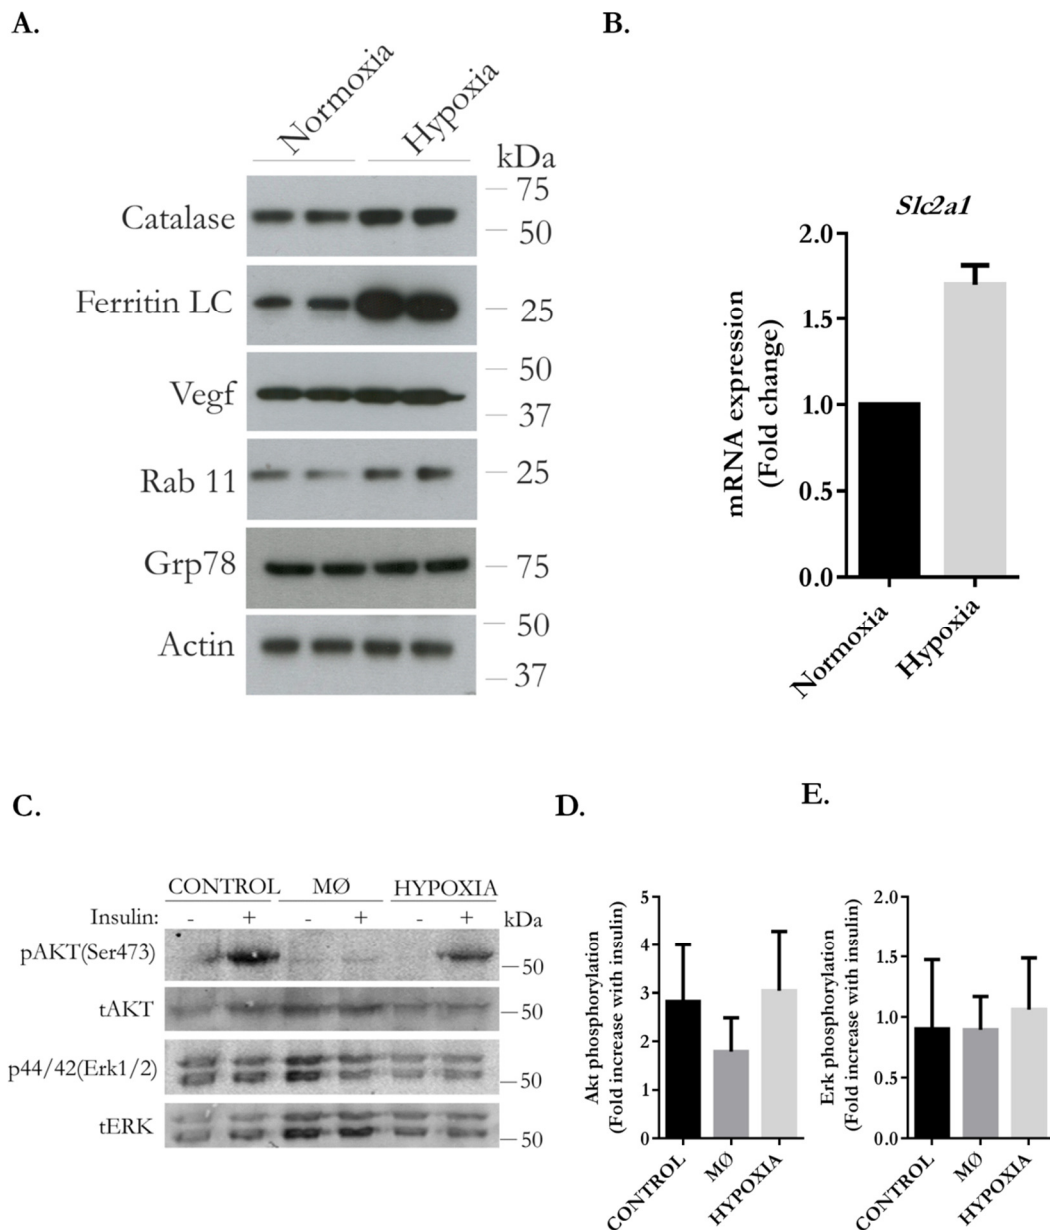 A.
B.
Normoxia
Hypoxia
kDa
Catalase
75
50
Ferritin LC
25
Vegf
50
37
Rab 11
25
Grp78
75
Actin
50
37
Slc2a1
mRNA expression
(Fold change)
2.0
1.5
1.0
0.5
0.0
Normoxia
Hypoxia
C.
D.
E.
CONTROL MØ HYPOXIA
Insulin: - + - + - + kDa
pAKT(Ser473) 50
tAKT 50
p44/42(Erk1/2) 50
tERK 50
Akt phosphorylation
(Fold increase with insulin)
5
4
3
2
1
0
CONTROL
MØ
HYPOXIA
Erk phosphorylation
(Fold increase with insulin)
2.0
1.5
1.0
0.5
0.0
CONTROL
MØ
HYPOXIA